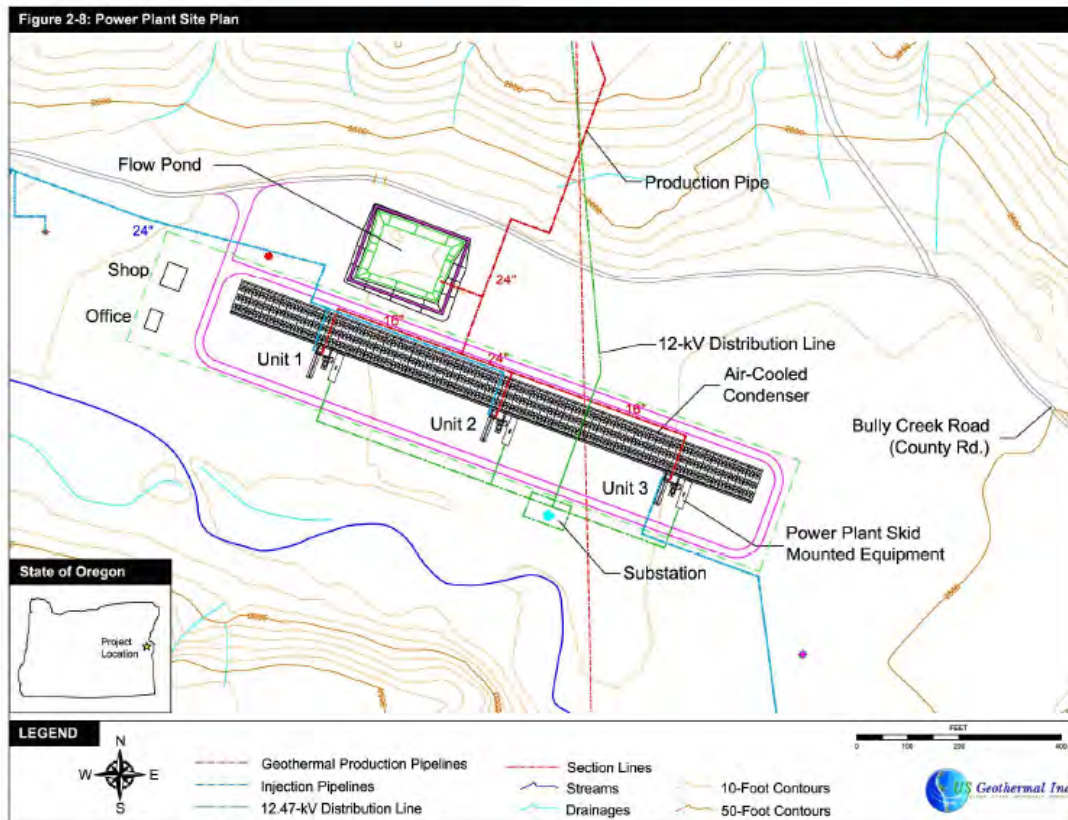 Figure 2-8: Power Plant Site Plan
Flow Pond
Production Pipe
24"
Shop
24"
Office
16"
Unit 1
24"
12-kV Distribution Line
Air-Cooled
Condenser
16"
Unit 2
Bully Creek Road
(County Rd.)
Unit 3
Power Plant Skid
Mounted Equipment
Substation
State of Oregon
Project
Location
LEGEND
N
W
E
S
Geothermal Production Pipelines
Injection Pipelines
12.47-kV Distribution Line
Section Lines
Streams
Drainages
10-Foot Contours
50-Foot Contours
FEET
0 100 200 400
US Geothermal Inc